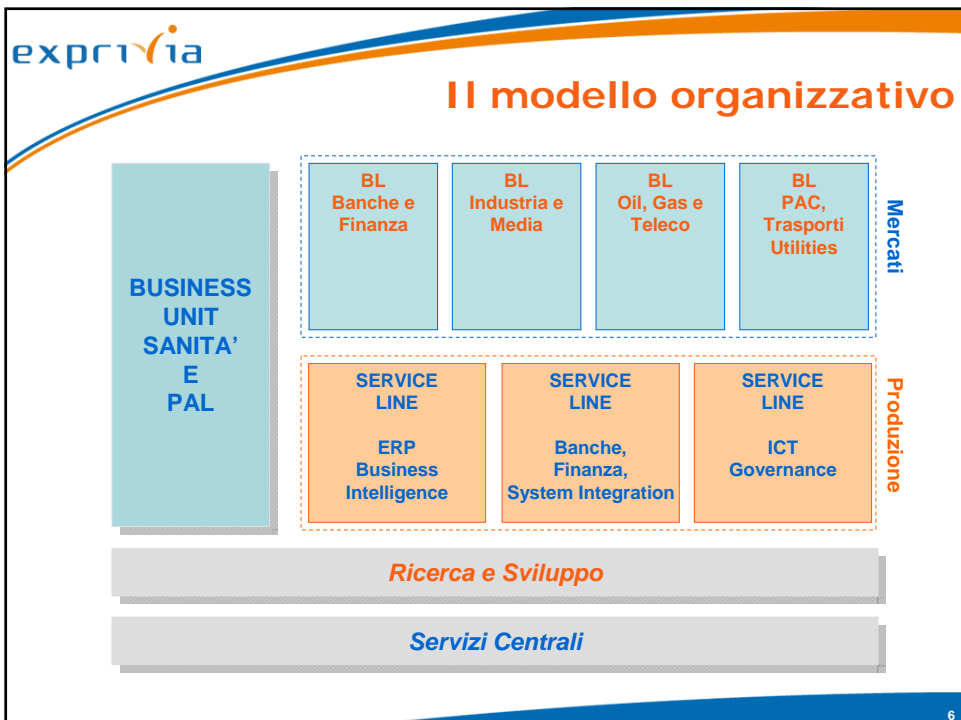 exprivia
Il modello organizzativo
BUSINESS
UNIT
SANITA'
E
PAL
BL
Banche e
Finanza
BL
Industria e
Media
BL
Oil, Gas e
Teleco
BL
PAC,
Trasporti
Utilities
Mercati
SERVICE
LINE
ERP
Business
Intelligence
SERVICE
LINE
Banche,
Finanza,
System Integration
SERVICE
LINE
ICT
Governance
Produzione
Ricerca e Sviluppo
Servizi Centrali
6